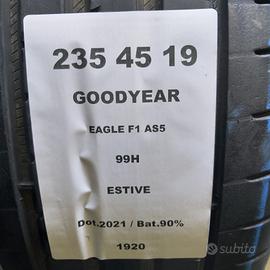 235 45 19
GOODYEAR
EAGLE F1 AS5
99H
ESTIVE
Dot.2021 / Bat.90%
1920
subito